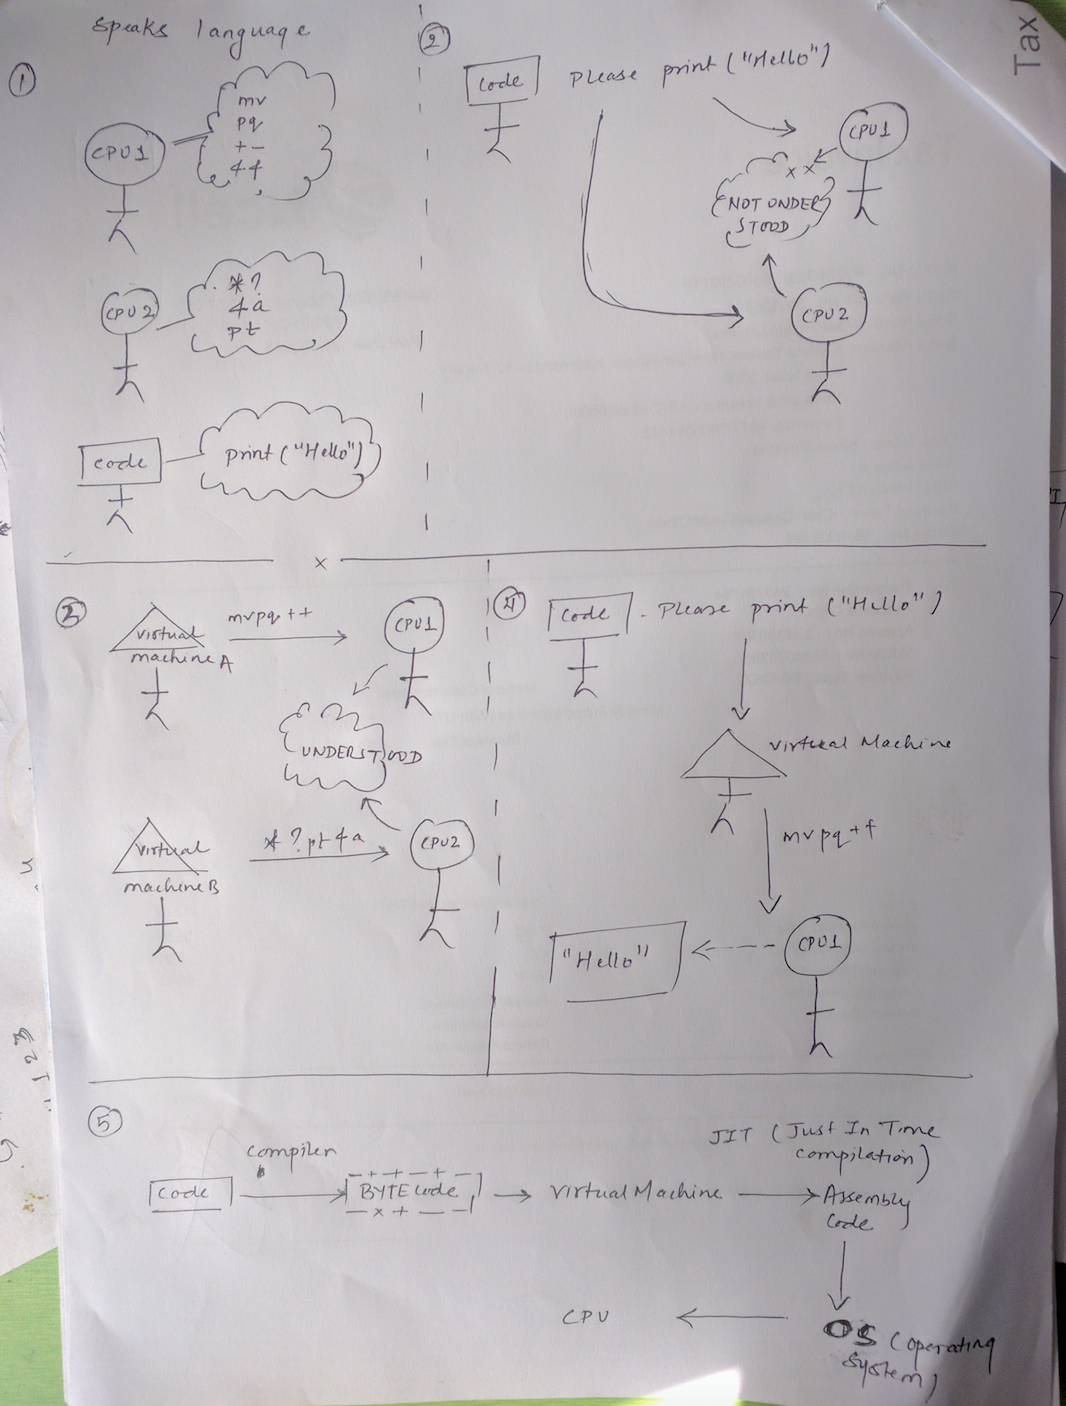 Speaks language
①
CPU1
mv
pq
+-
44
CPU2
*?
4a
pt
code
print ("Hello")
②
Code
Please print ("Hello")
CPU1
x x
NOT UNDER
STOOD
CPU2
x
③
virtual
machine A
mvpq ++
CPU1
UNDERSTOOD
virtual
machine B
*?pt4a
CPU2
④
Code
- Please print ("Hello")
virtual Machine
mvpq++
CPU1
"Hello"
⑤
JIT (Just In Time
compilation)
compiler
Code
BYTE Code
Virtual Machine
Assembly
Code
CPU
OS (operating
System)
Tax